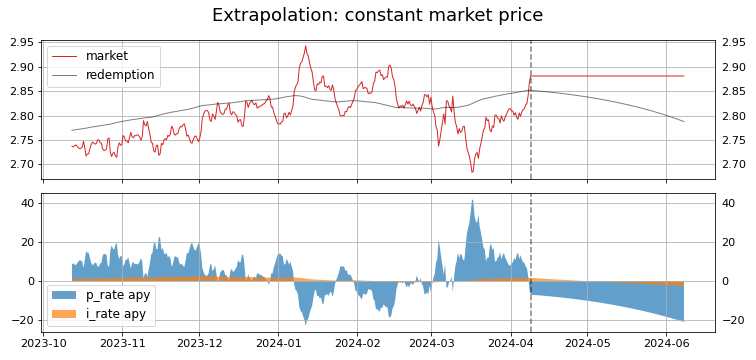 Extrapolation: constant market price
2.95 2.95
market
2.90 2.90
redemption
2.85 2.85
2.80 2.80
2.75 2.75
2.70 2.70
40 40
20 20
0 0
p_rate apy
i_rate apy
−20 −20
2023-10 2023-11 2023-12 2024-01 2024-02 2024-03 2024-04 2024-05 2024-06